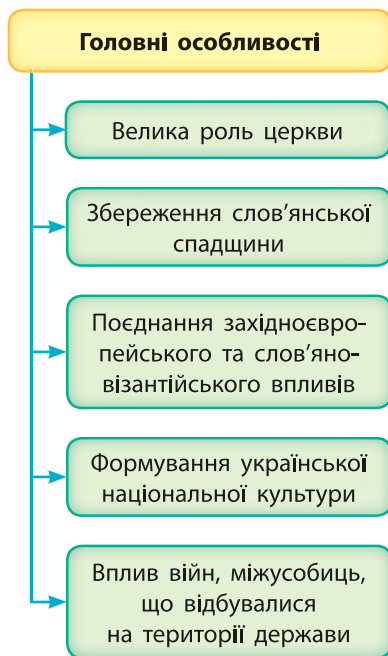 Головні особливості
Велика роль церкви
Збереження слов’янської
спадщини
Поєднання західноєвро-
пейського та слов’яно-
візантійського впливів
Формування української
національної культури
Вплив війн, міжусобиць,
що відбувалися
на території держави